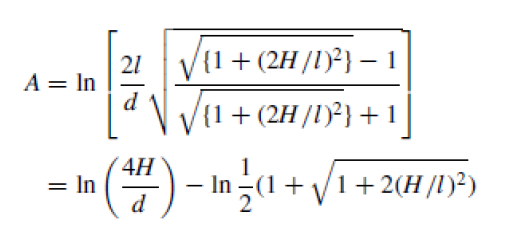 A = ln [ 2l/d √( (√{1 + (2H/l)²} − 1) / (√{1 + (2H/l)²} + 1) ) ]
= ln ( 4H/d ) − ln 1/2 (1 + √(1 + 2(H/l)²))